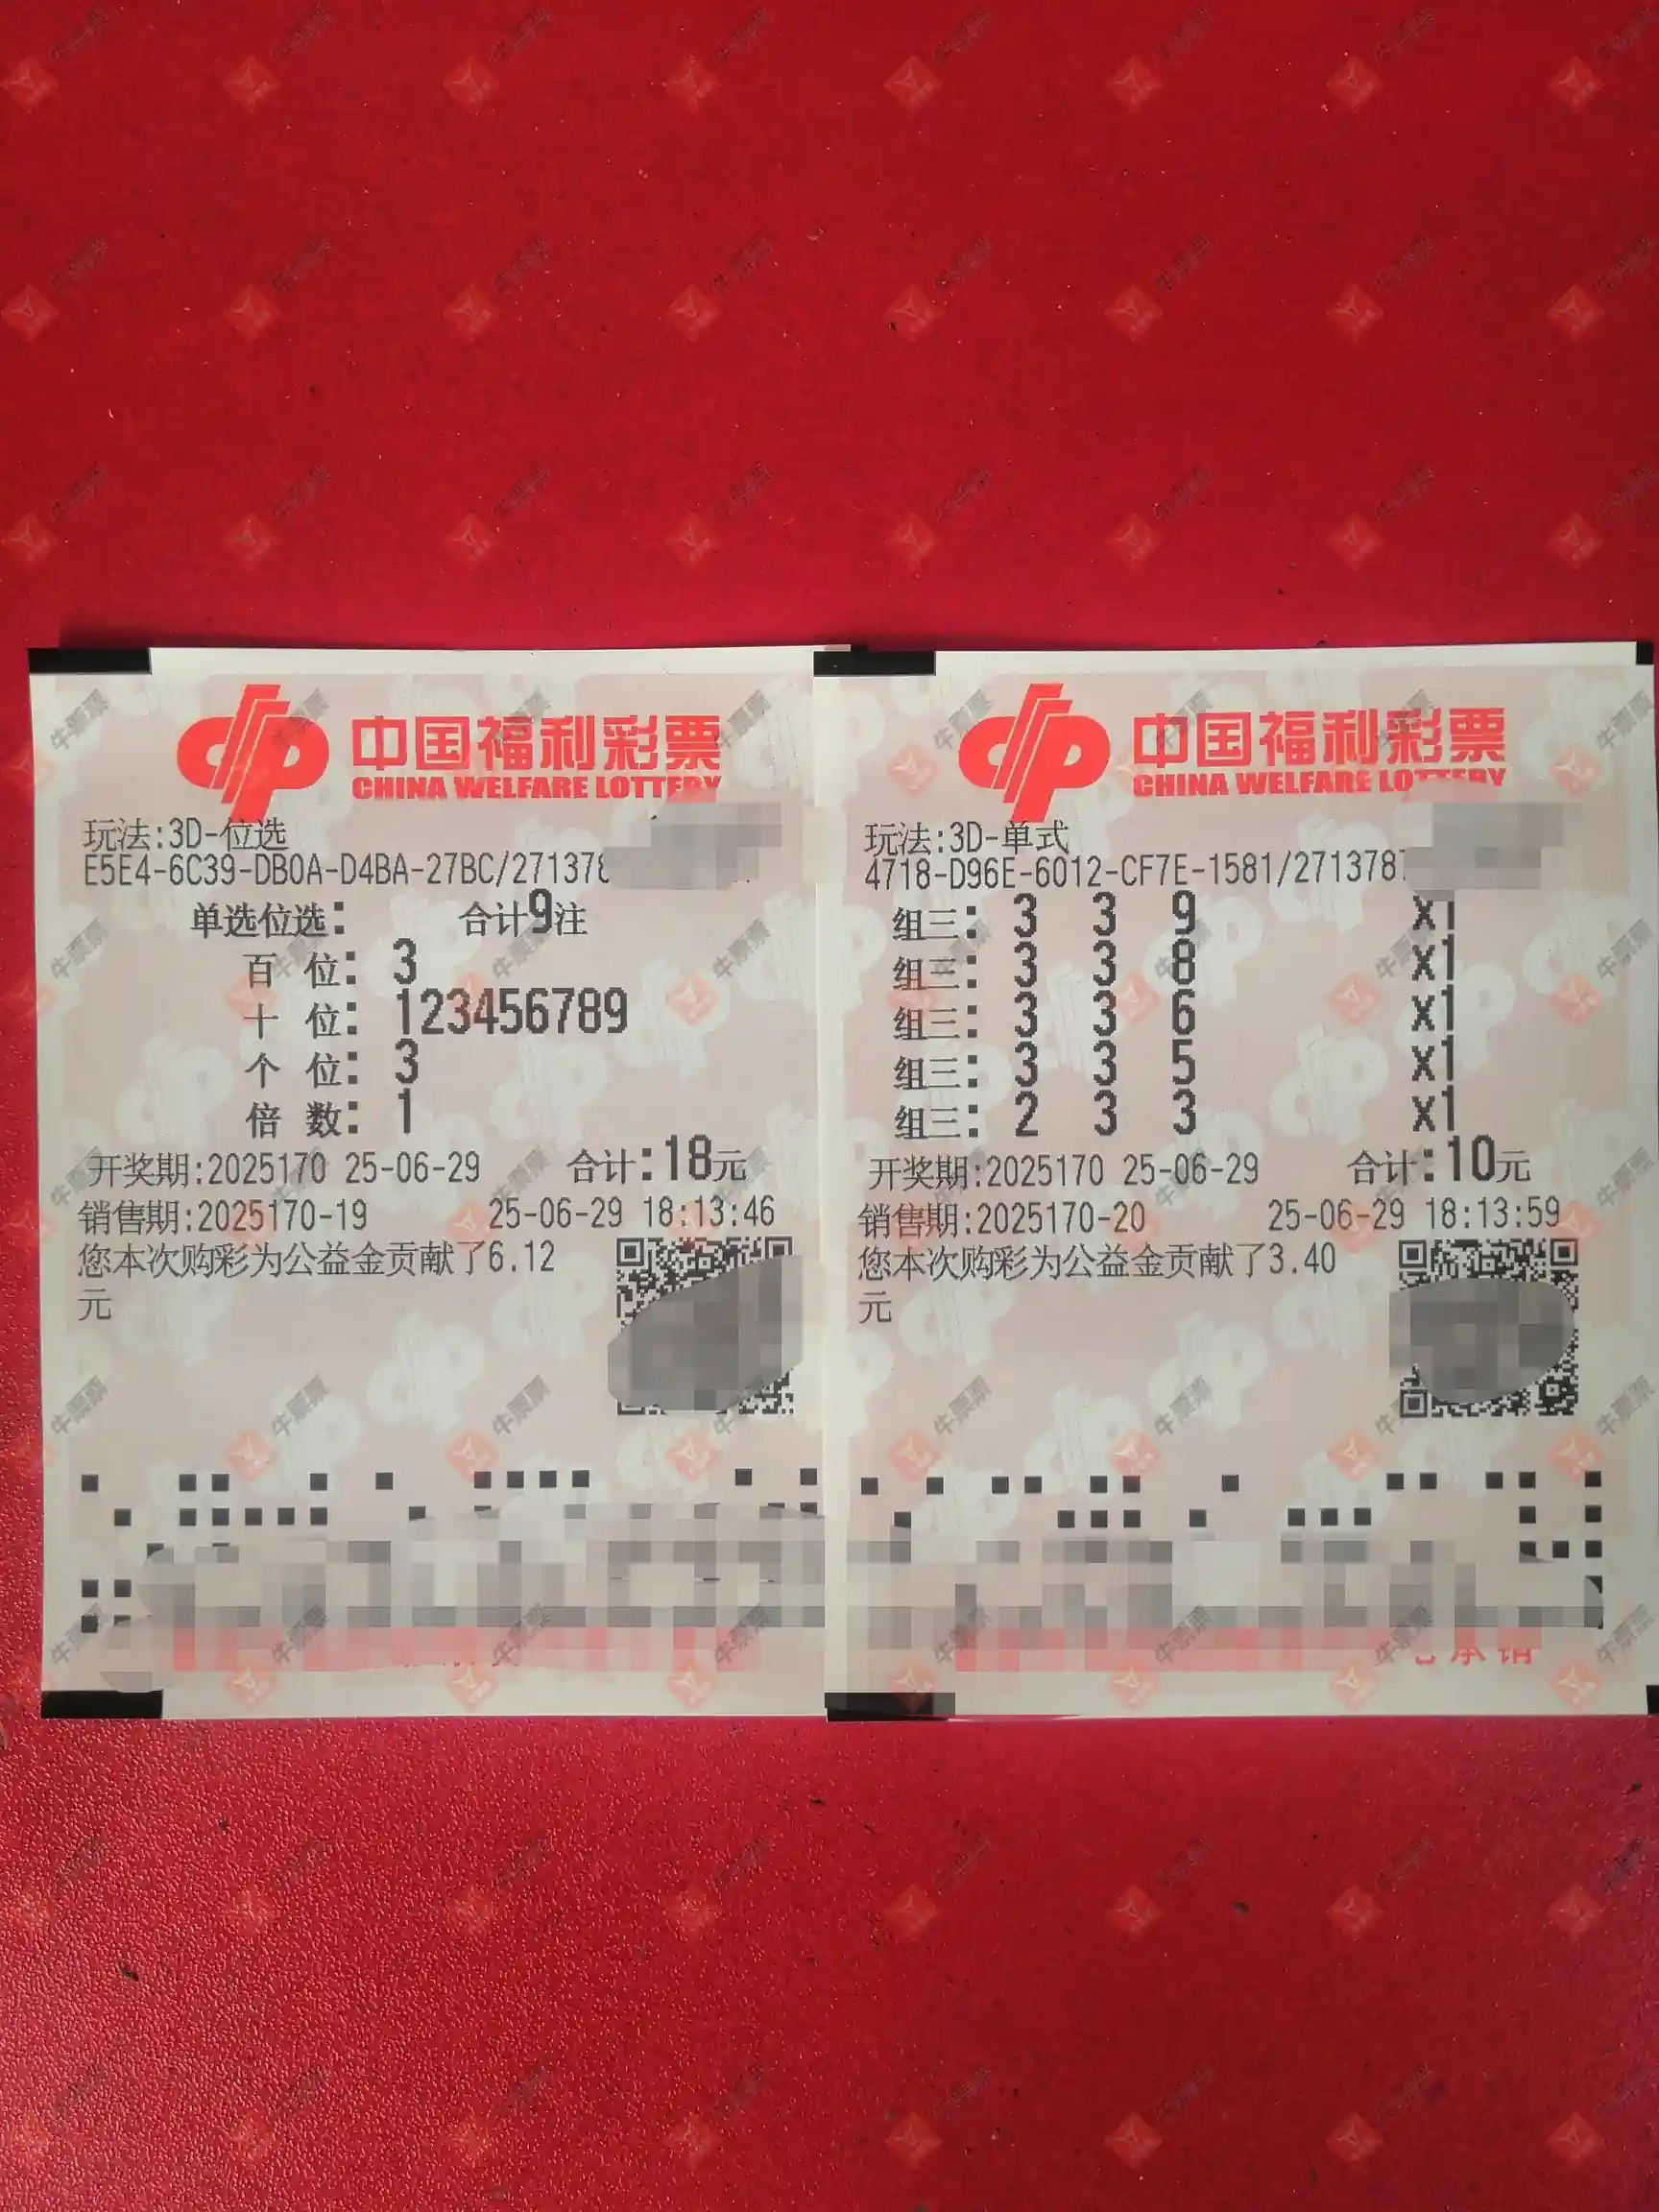 中国福利彩票
CHINA WELFARE LOTTERY
玩法:3D-位选
E5E4-6C39-DB0A-D4BA-27BC/271378
单选位选: 合计9注
百 位: 3
十 位: 123456789
个 位: 3
倍 数: 1
开奖期:2025170 25-06-29 合计:18元
销售期:2025170-19 25-06-29 18:13:46
您本次购彩为公益金贡献了6.12
元
中国福利彩票
CHINA WELFARE LOTTERY
玩法:3D-单式
4718-D96E-6012-CF7E-1581/2713787
组三: 3 3 9 x1
组三: 3 3 8 x1
组三: 3 3 6 x1
组三: 3 3 5 x1
组三: 2 3 3 x1
开奖期:2025170 25-06-29 合计:10元
销售期:2025170-20 25-06-29 18:13:59
您本次购彩为公益金贡献了3.40
元
承销
牛票票